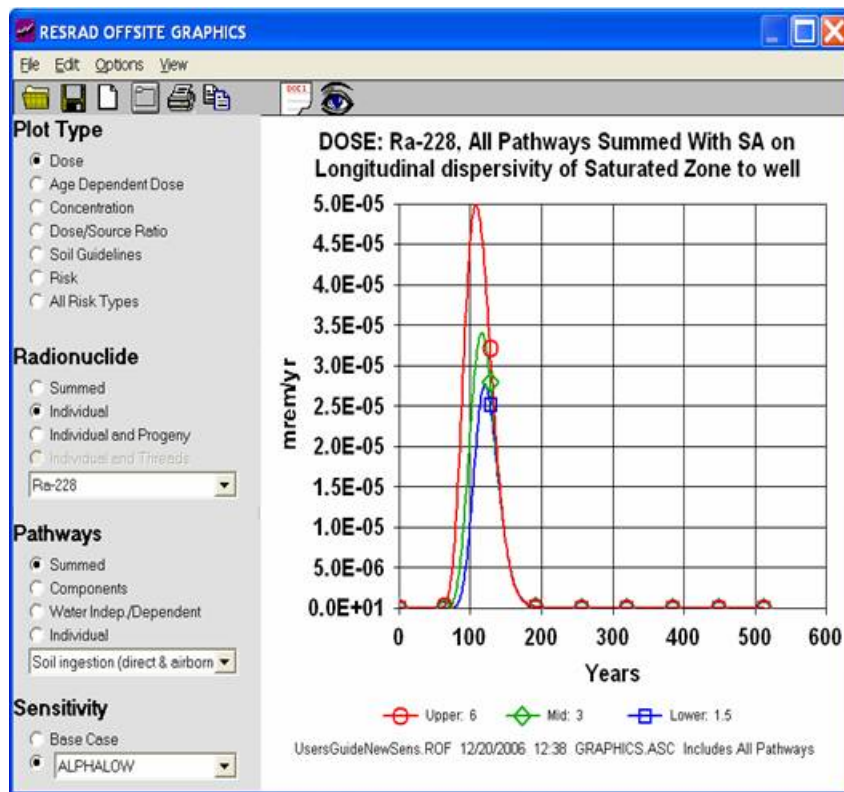 RESRAD OFFSITE GRAPHICS
File Edit Options View
DOC1
Plot Type
Dose
Age Dependent Dose
Concentration
Dose/Source Ratio
Soil Guidelines
Risk
All Risk Types
Radionuclide
Summed
Individual
Individual and Progeny
Individual and Threads
Ra-228
Pathways
Summed
Components
Water Indep./Dependent
Individual
Soil ingestion (direct & airborn
Sensitivity
Base Case
ALPHALOW
DOSE: Ra-228, All Pathways Summed With SA on
Longitudinal dispersivity of Saturated Zone to well
5.0E-05
4.5E-05
4.0E-05
3.5E-05
3.0E-05
2.5E-05
2.0E-05
1.5E-05
1.0E-05
5.0E-06
0.0E+01
mrem/yr
0 100 200 300 400 500 600
Years
Upper: 6 Mid: 3 Lower: 1.5
UsersGuideNewSens.ROF 12/20/2006 12:38 GRAPHICS.ASC Includes All Pathways